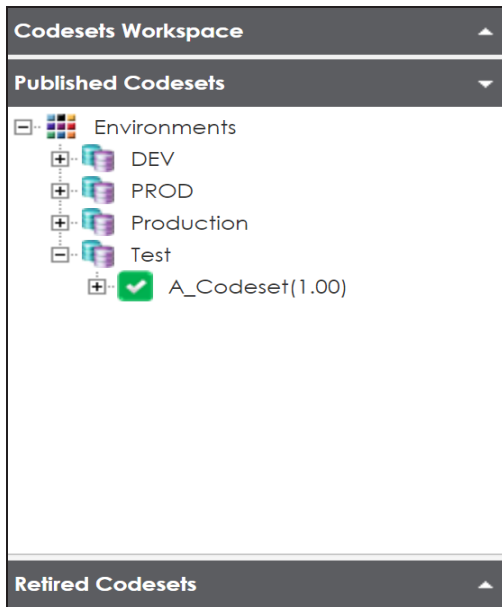 Codesets Workspace
Published Codesets
Environments
DEV
PROD
Production
Test
A_Codeset(1.00)
Retired Codesets